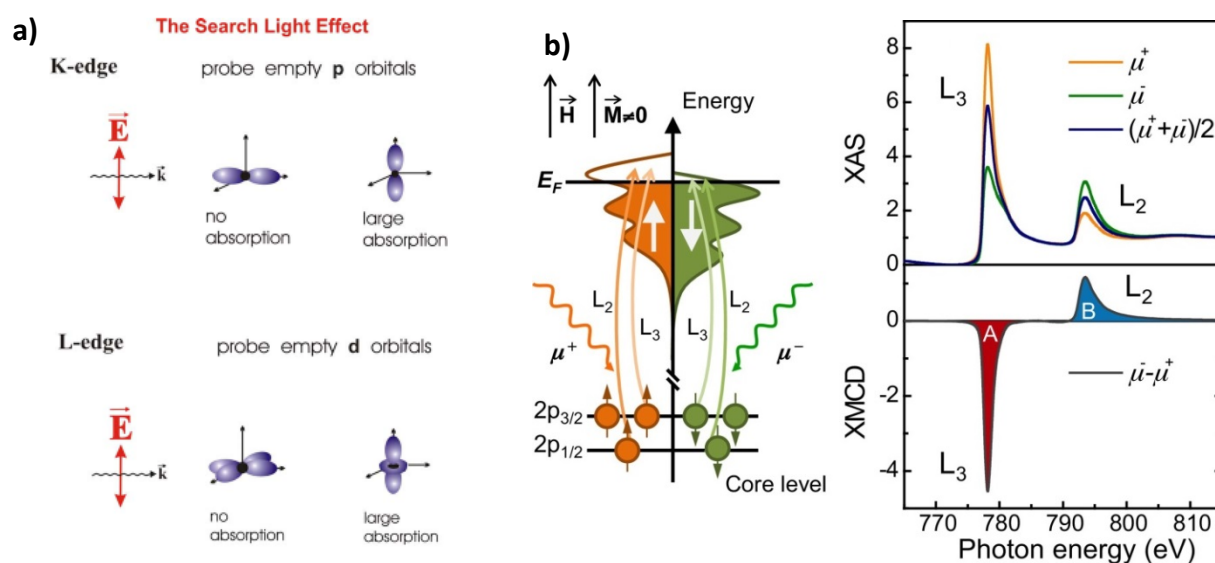 a)
The Search Light Effect
K-edge
probe empty p orbitals
E
k
no
absorption
large
absorption
L-edge
probe empty d orbitals
E
k
no
absorption
large
absorption
b)
H
M≠0
Energy
E_F
L₂
L₃
L₃
L₂
μ⁺
μ⁻
2p₃/₂
2p₁/₂
Core level
XAS
8
6
4
2
0
L₃
μ⁺
μ⁻
(μ⁺+μ⁻)/2
L₂
XMCD
0
-2
-4
A
B
L₂
μ⁻-μ⁺
L₃
770 780 790 800 810
Photon energy (eV)